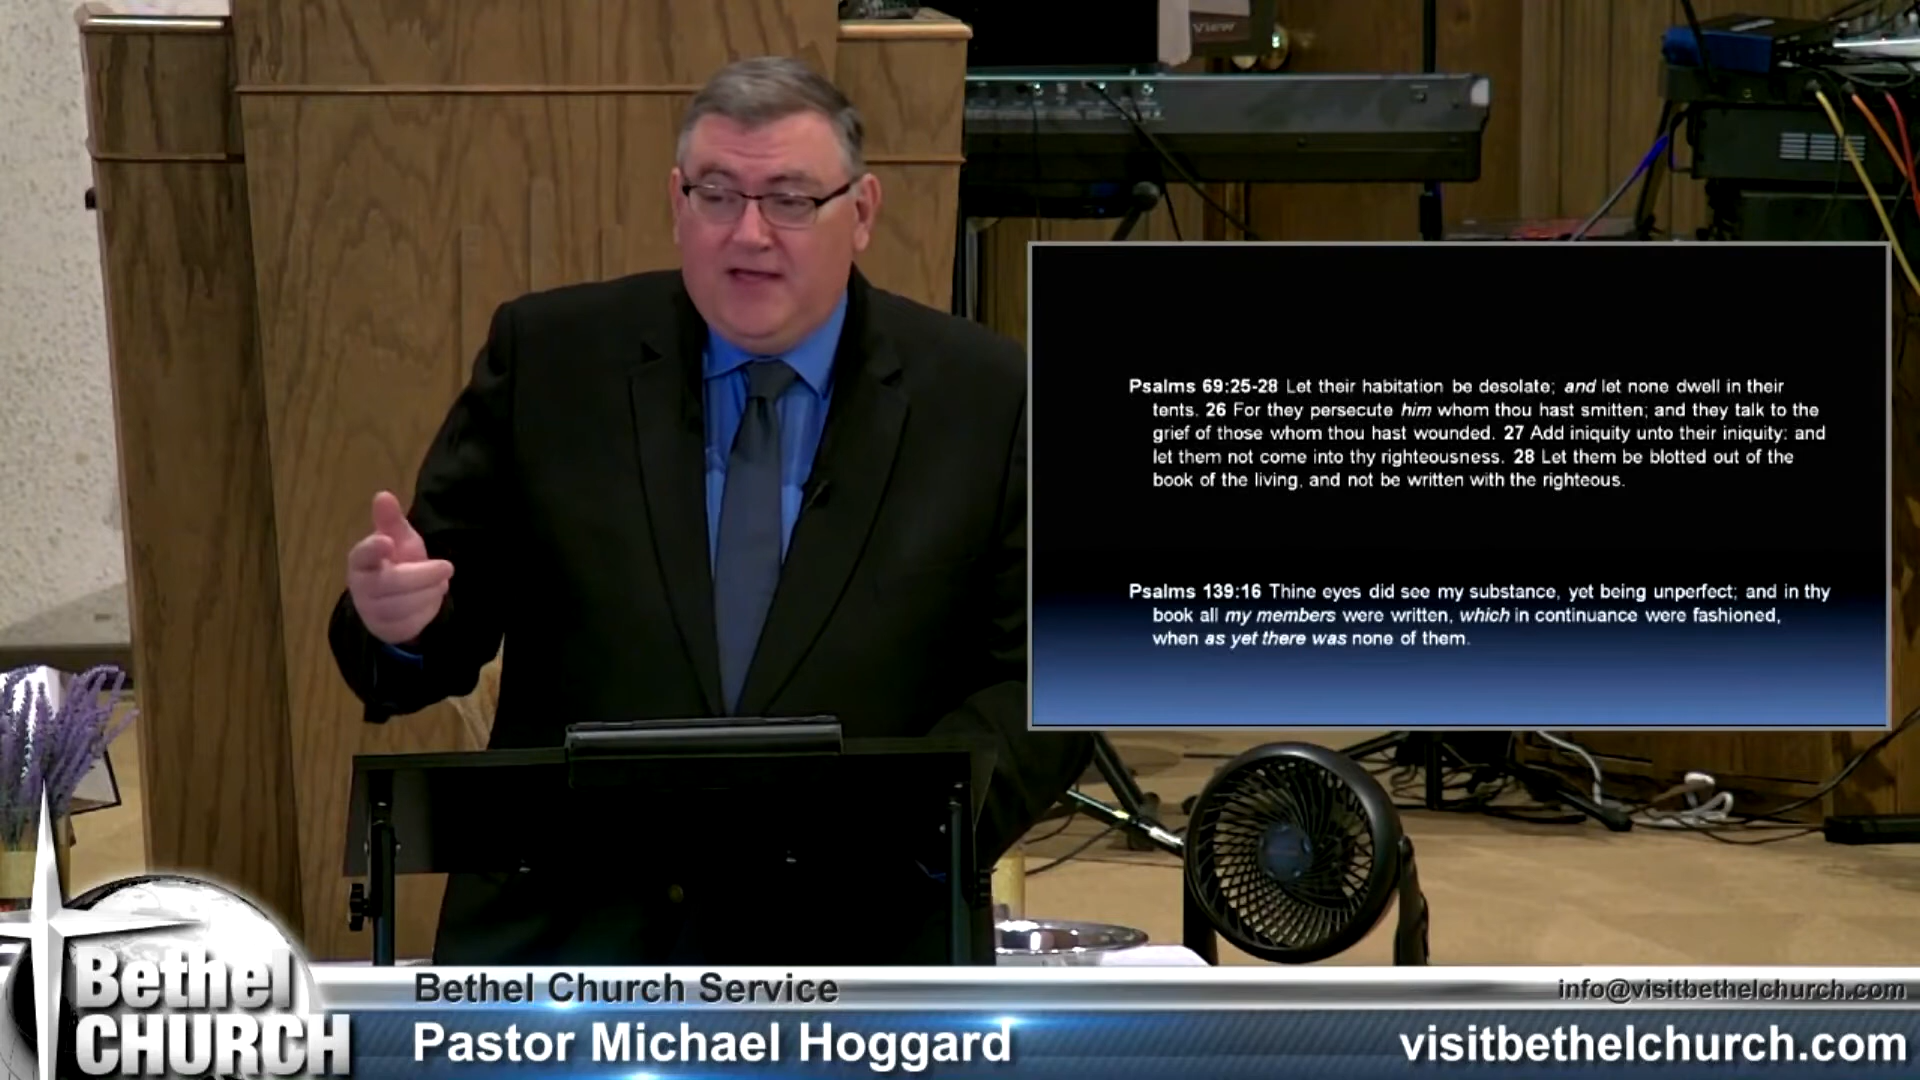 view
Psalms 69:25-28 Let their habitation be desolate; and let none dwell in their
tents. 26 For they persecute him whom thou hast smitten; and they talk to the
grief of those whom thou hast wounded. 27 Add iniquity unto their iniquity: and
let them not come into thy righteousness. 28 Let them be blotted out of the
book of the living, and not be written with the righteous.
Psalms 139:16 Thine eyes did see my substance, yet being unperfect; and in thy
book all my members were written, which in continuance were fashioned,
when as yet there was none of them.
Bethel
CHURCH
Bethel Church Service
Pastor Michael Hoggard
info@visitbethelchurch.com
visitbethelchurch.com